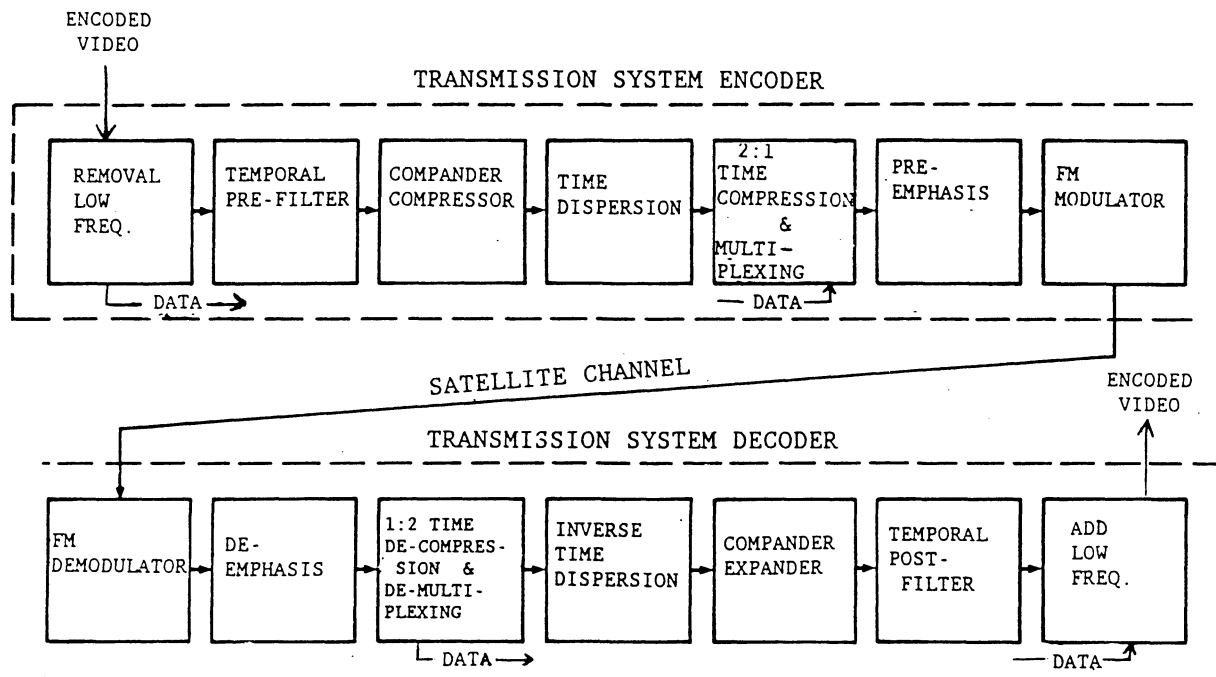 ENCODED
VIDEO
TRANSMISSION SYSTEM ENCODER
REMOVAL
LOW
FREQ.
TEMPORAL
PRE-FILTER
COMPANDER
COMPRESSOR
TIME
DISPERSION
2:1
TIME
COMPRESSION
&
MULTI-
PLEXING
PRE-
EMPHASIS
FM
MODULATOR
DATA
DATA
SATELLITE CHANNEL
ENCODED
VIDEO
TRANSMISSION SYSTEM DECODER
FM
DEMODULATOR
DE-
EMPHASIS
1:2 TIME
DE-COMPRES-
SION &
DE-MULTI-
PLEXING
INVERSE
TIME
DISPERSION
COMPANDER
EXPANDER
TEMPORAL
POST-
FILTER
ADD
LOW
FREQ.
DATA
DATA